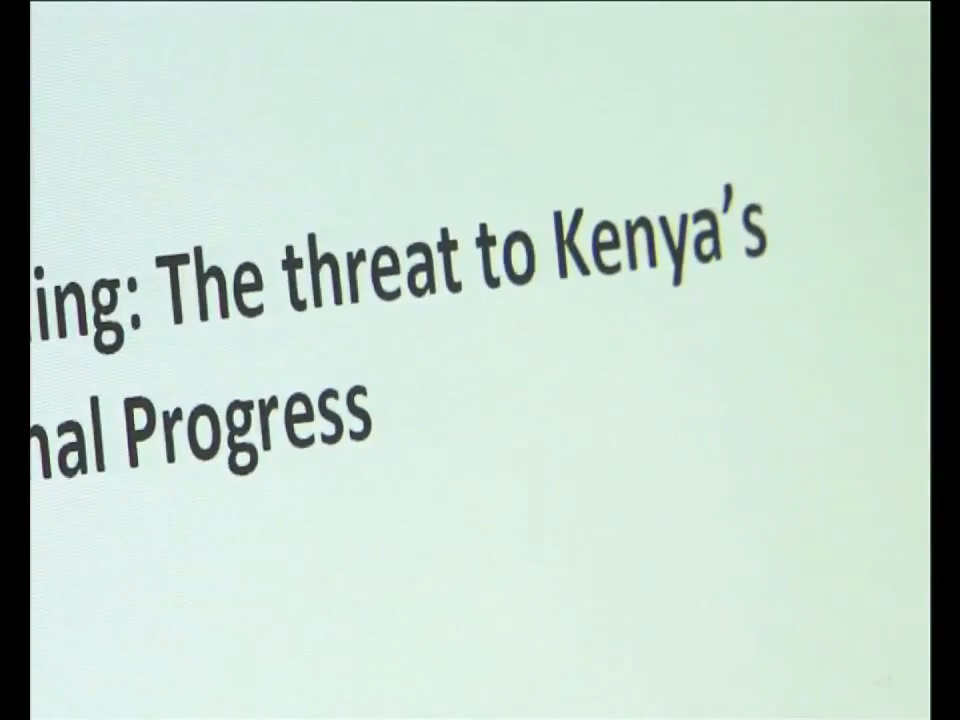 ing: The threat to Kenya’s
nal Progress